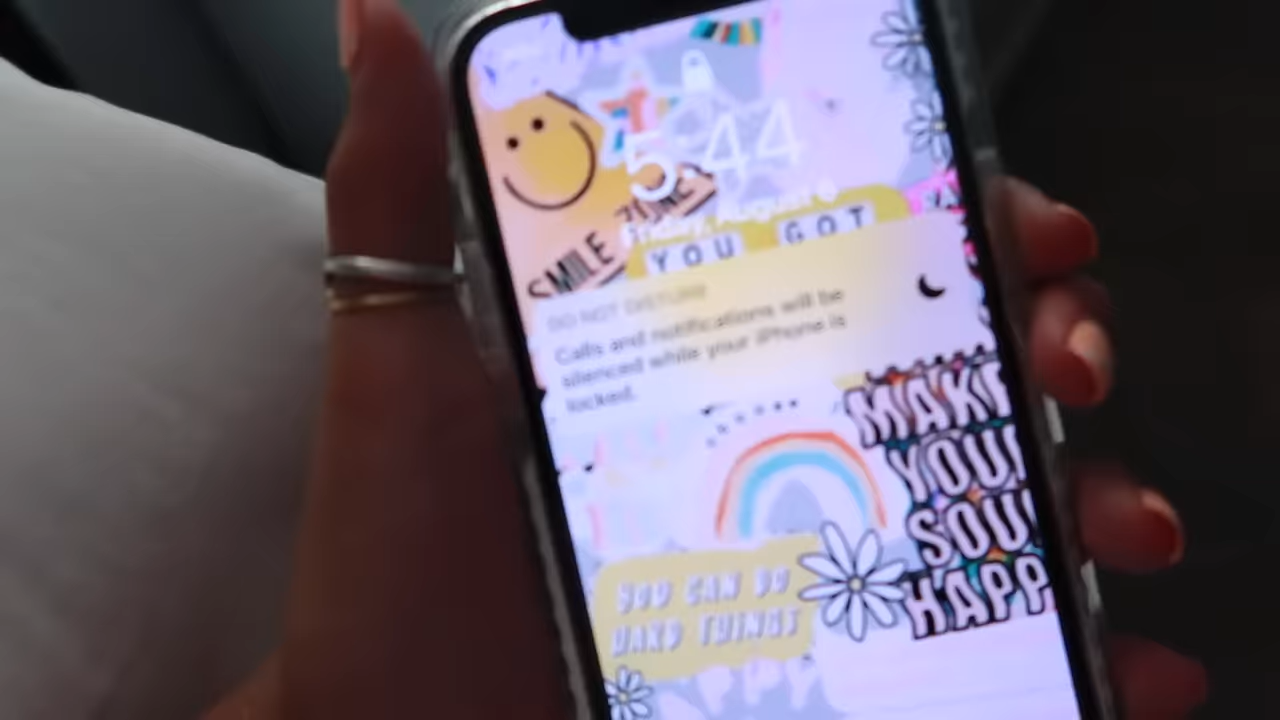 5:44
Friday, August 6
SMILE
YOU GOT
DO NOT DISTURB
Calls and notifications will be
silenced while your iPhone is
locked.
MAKE
YOUR
SOUL
HAPP
YOU CAN DO
HARD THINGS